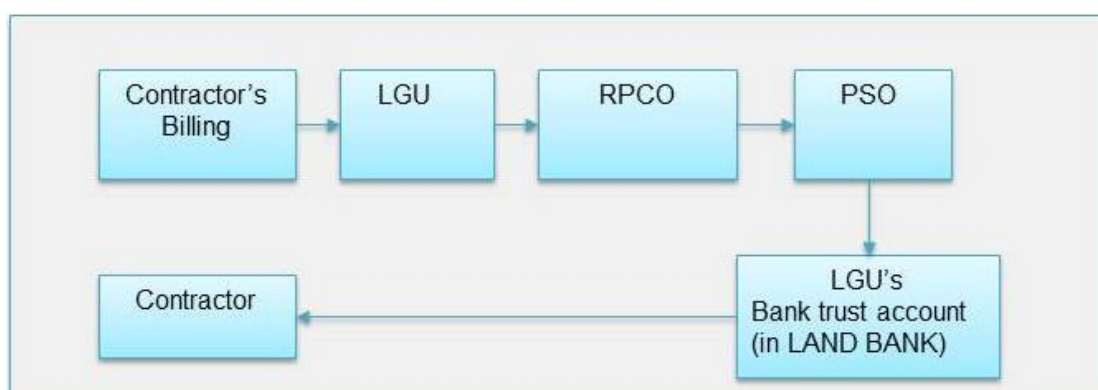 Contractor's
Billing
LGU
RPCO
PSO
LGU's
Bank trust account
(in LAND BANK)
Contractor